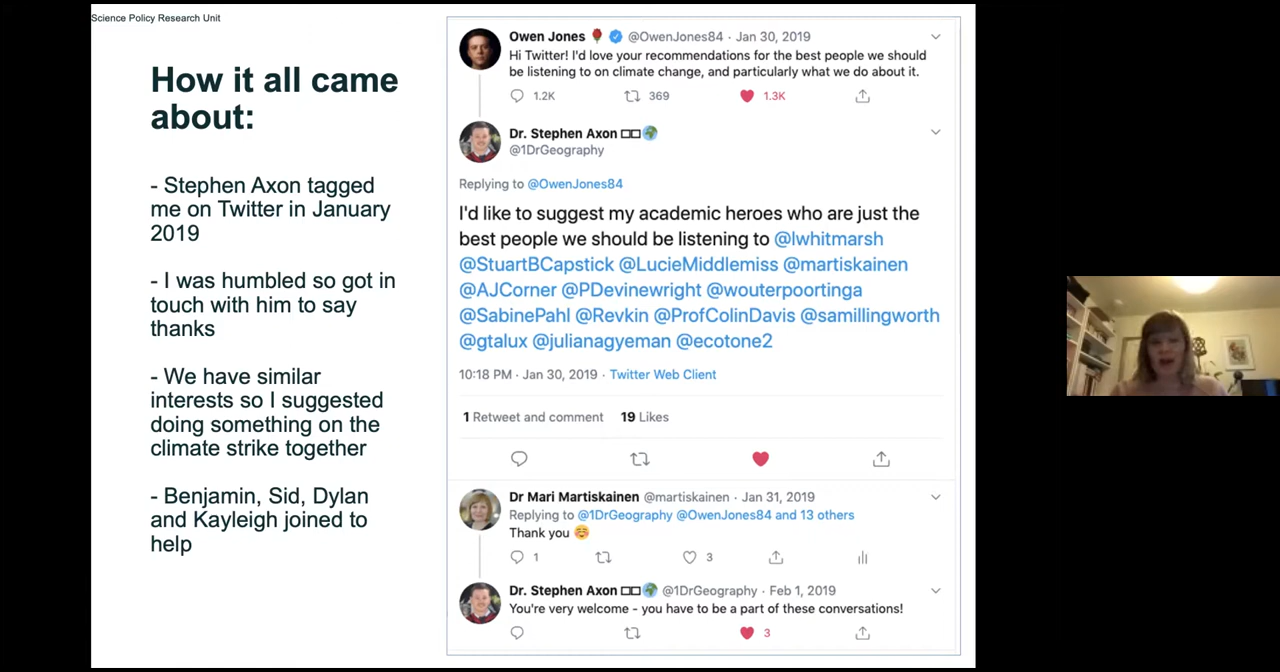 Science Policy Research Unit
How it all came
about:
- Stephen Axon tagged
me on Twitter in January
2019
- I was humbled so got in
touch with him to say
thanks
- We have similar
interests so I suggested
doing something on the
climate strike together
- Benjamin, Sid, Dylan
and Kayleigh joined to
help
Owen Jones @OwenJones84 · Jan 30, 2019
Hi Twitter! I'd love your recommendations for the best people we should
be listening to on climate change, and particularly what we do about it.
1.2K 369 1.3K
Dr. Stephen Axon
@1DrGeography
Replying to @OwenJones84
I'd like to suggest my academic heroes who are just the
best people we should be listening to @lwhitmarsh
@StuartBCapstick @LucieMiddlemiss @martiskainen
@AJCorner @PDevinewright @wouterpoortinga
@SabinePahl @Revkin @ProfColinDavis @samillingworth
@gtalux @julianagyeman @ecotone2
10:18 PM · Jan 30, 2019 · Twitter Web Client
1 Retweet and comment 19 Likes
Dr Mari Martiskainen @martiskainen · Jan 31, 2019
Replying to @1DrGeography @OwenJones84 and 13 others
Thank you ☺️
1 3
Dr. Stephen Axon @1DrGeography · Feb 1, 2019
You're very welcome - you have to be a part of these conversations!
3